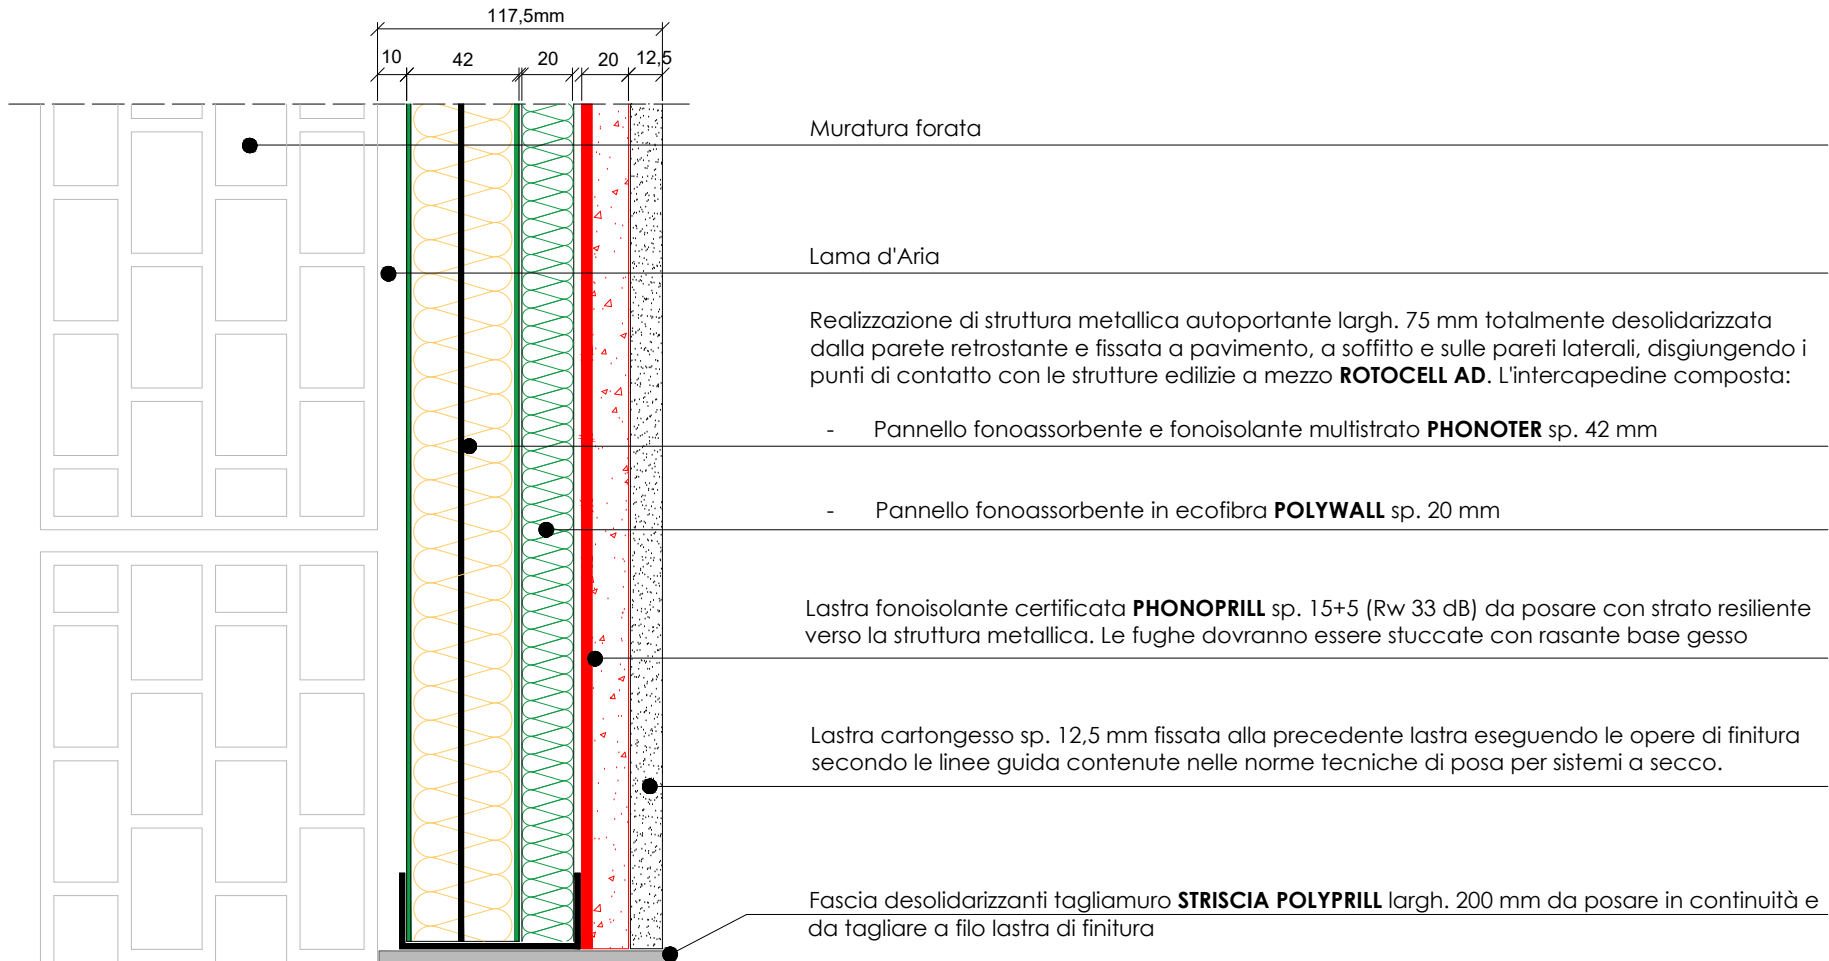 117,5mm
10 42 20 20 12,5
Muratura forata
Lama d'Aria
Realizzazione di struttura metallica autoportante largh. 75 mm totalmente desolidarizzata
dalla parete retrostante e fissata a pavimento, a soffitto e sulle pareti laterali, disgiungendo i
punti di contatto con le strutture edilizie a mezzo ROTOCELL AD. L'intercapedine composta:
- Pannello fonoassorbente e fonoisolante multistrato PHONOTER sp. 42 mm
- Pannello fonoassorbente in ecofibra POLYWALL sp. 20 mm
Lastra fonoisolante certificata PHONOPRILL sp. 15+5 (Rw 33 dB) da posare con strato resiliente
verso la struttura metallica. Le fughe dovranno essere stuccate con rasante base gesso
Lastra cartongesso sp. 12,5 mm fissata alla precedente lastra eseguendo le opere di finitura
secondo le linee guida contenute nelle norme tecniche di posa per sistemi a secco.
Fascia desolidarizzanti tagliamuro STRISCIA POLYPRILL largh. 200 mm da posare in continuità e
da tagliare a filo lastra di finitura